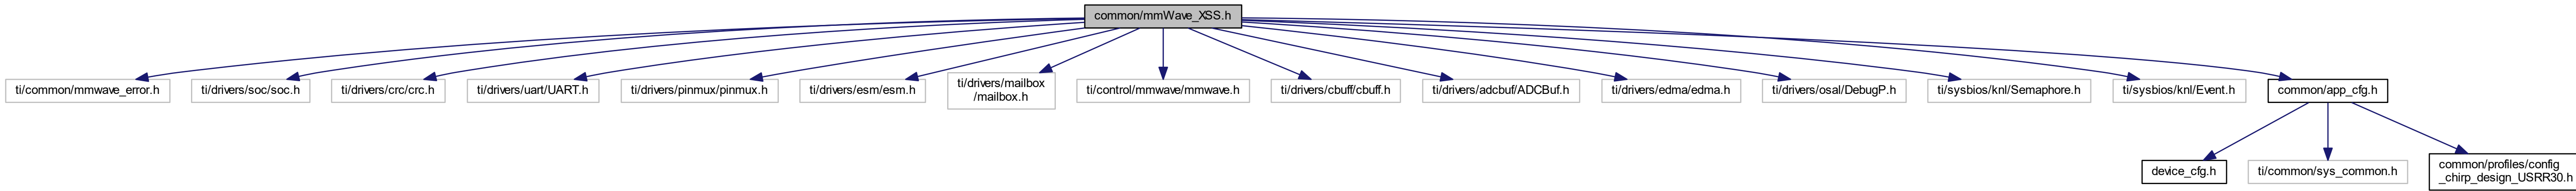 common/mmWave_XSS.h
ti/common/mmwave_error.h
ti/drivers/soc/soc.h
ti/drivers/crc/crc.h
ti/drivers/uart/UART.h
ti/drivers/pinmux/pinmux.h
ti/drivers/esm/esm.h
ti/drivers/mailbox
/mailbox.h
ti/control/mmwave/mmwave.h
ti/drivers/cbuff/cbuff.h
ti/drivers/adcbuf/ADCBuf.h
ti/drivers/edma/edma.h
ti/drivers/osal/DebugP.h
ti/sysbios/knl/Semaphore.h
ti/sysbios/knl/Event.h
common/app_cfg.h
device_cfg.h
ti/common/sys_common.h
common/profiles/config
_chirp_design_USRR30.h